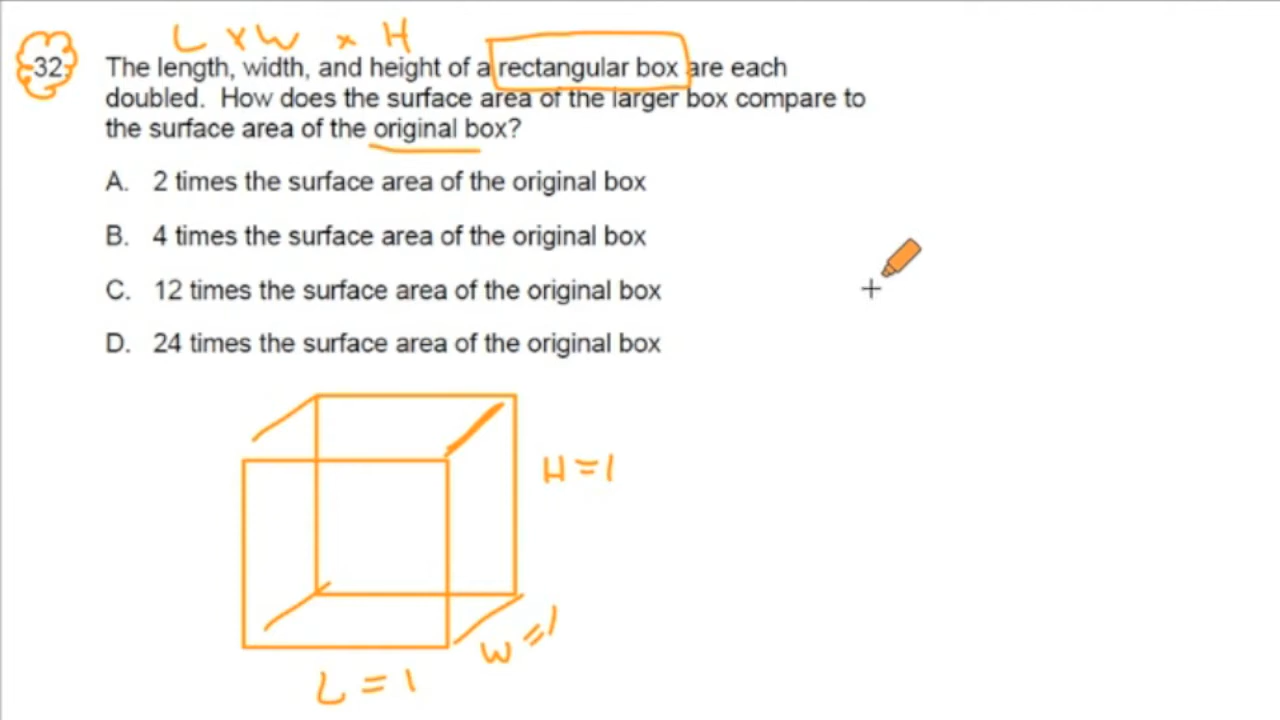 L x W x H
32. The length, width, and height of a rectangular box are each
doubled. How does the surface area of the larger box compare to
the surface area of the original box?
A. 2 times the surface area of the original box
B. 4 times the surface area of the original box
C. 12 times the surface area of the original box
D. 24 times the surface area of the original box
H = 1
W = 1
L = 1